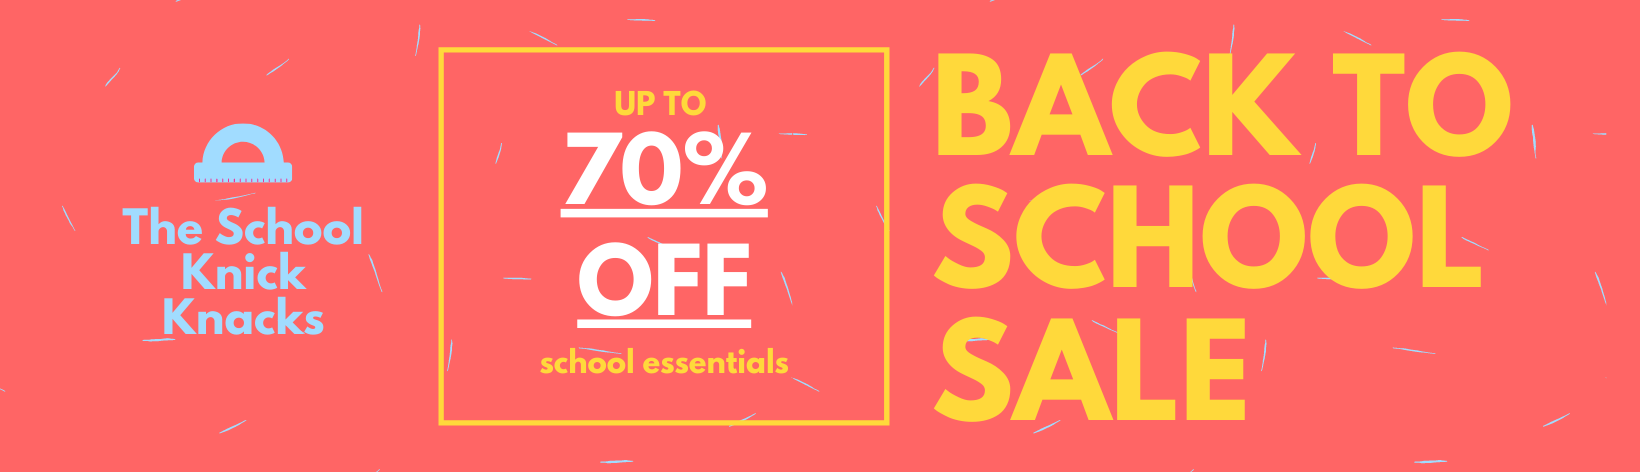 The School
Knick
Knacks
UP TO
70%
OFF
school essentials
BACK TO
SCHOOL
SALE